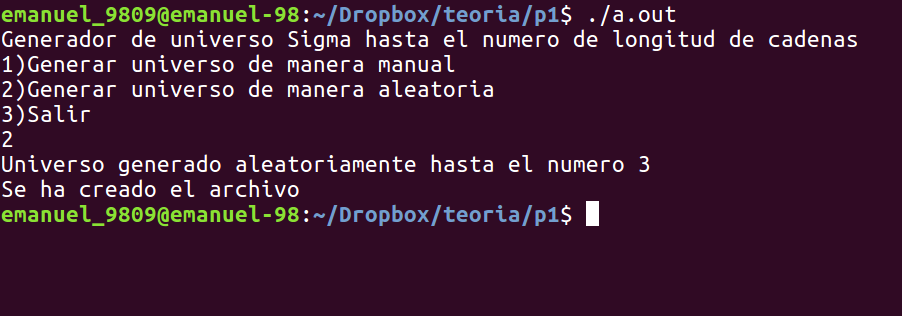 emanuel_9809@emanuel-98:~/Dropbox/teoria/p1$ ./a.out
Generador de universo Sigma hasta el numero de longitud de cadenas
1)Generar universo de manera manual
2)Generar universo de manera aleatoria
3)Salir
2
Universo generado aleatoriamente hasta el numero 3
Se ha creado el archivo
emanuel_9809@emanuel-98:~/Dropbox/teoria/p1$